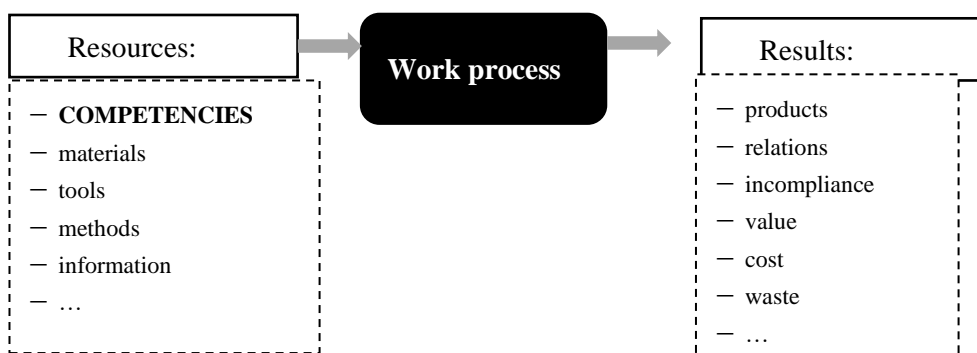 Resources:
— COMPETENCIES
— materials
— tools
— methods
— information
— …
Work process
Results:
— products
— relations
— incompliance
— value
— cost
— waste
— …